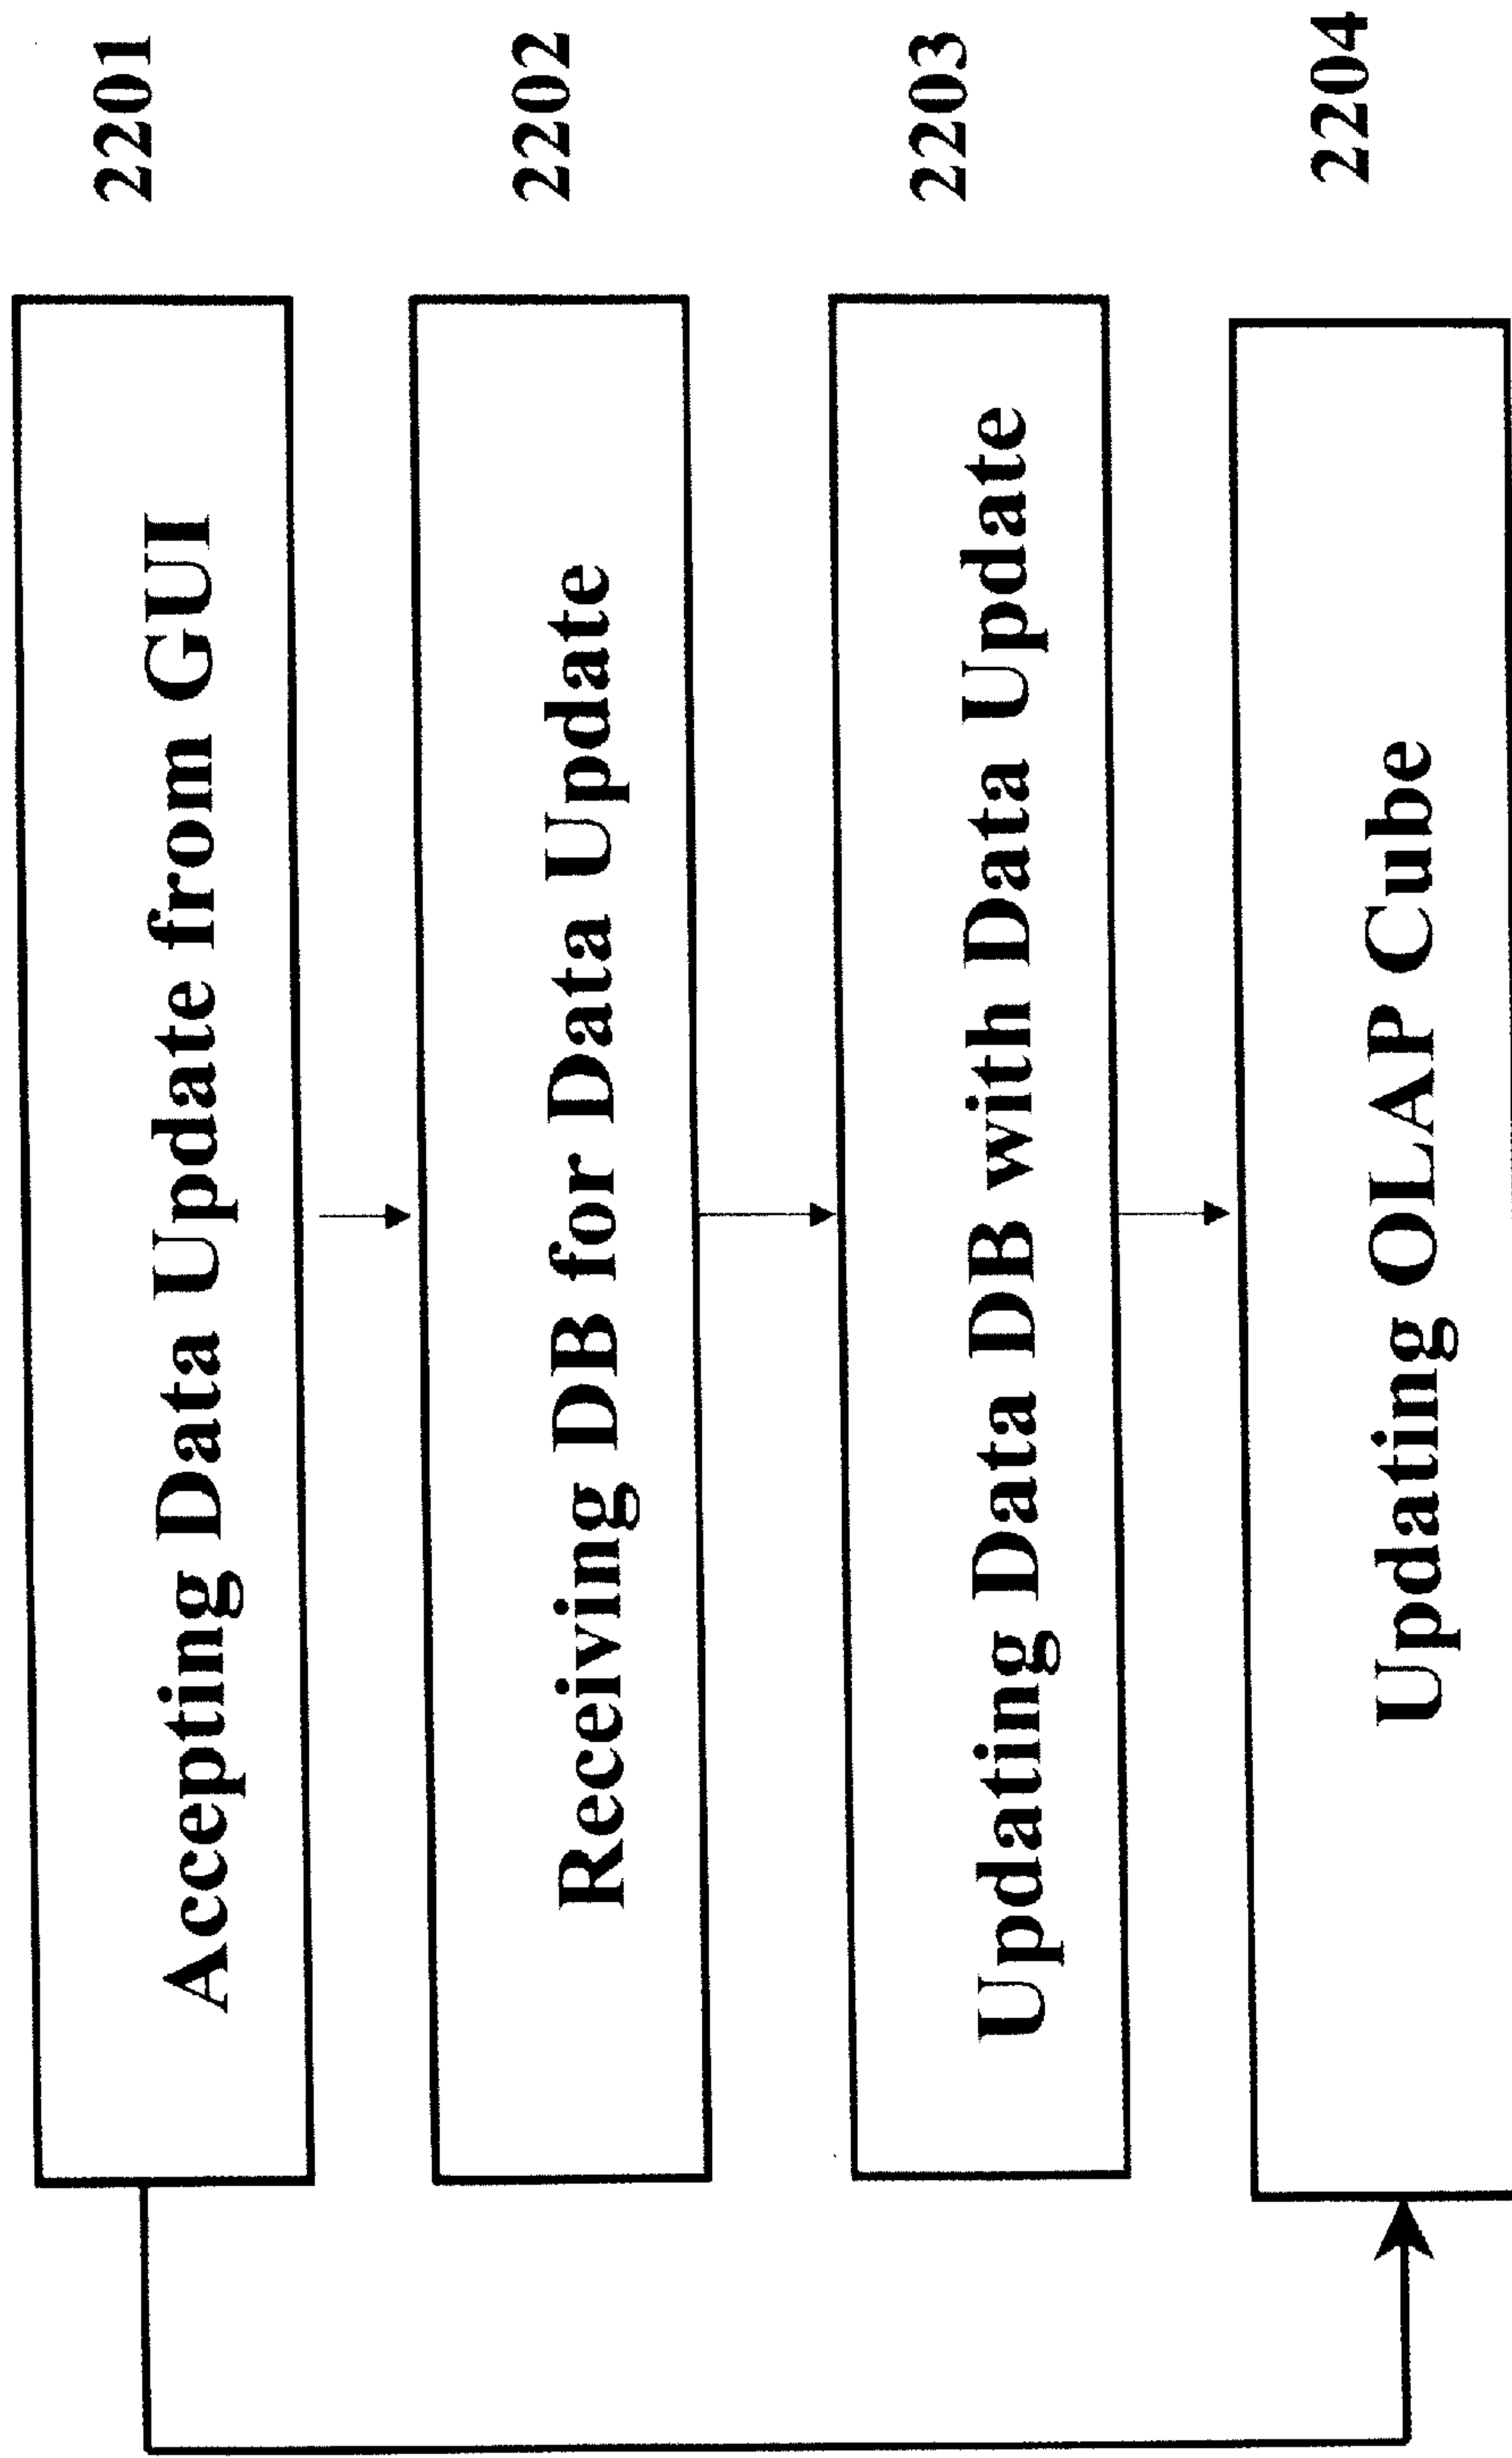 Accepting Data Update from GUI
2201
Receiving DB for Data Update
2202
Updating Data DB with Data Update
2203
Updating OLAP Cube
2204